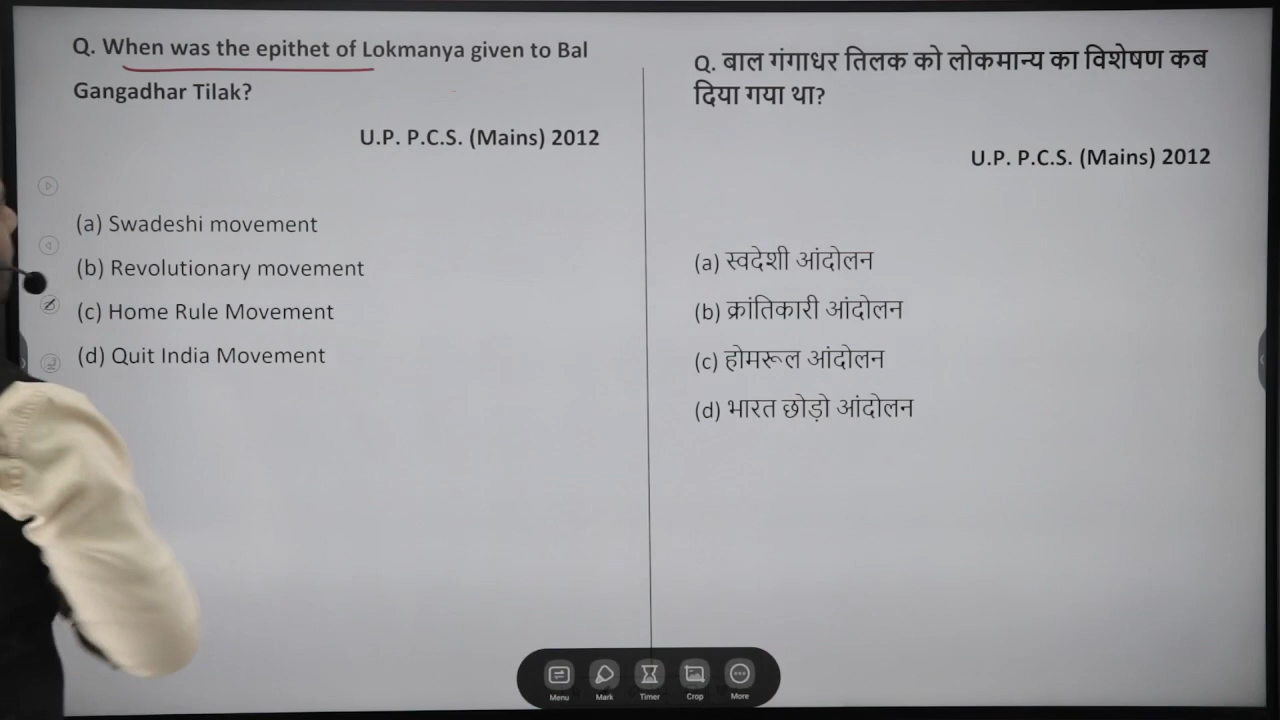 Q. When was the epithet of Lokmanya given to Bal
Gangadhar Tilak?
U.P. P.C.S. (Mains) 2012
(a) Swadeshi movement
(b) Revolutionary movement
(c) Home Rule Movement
(d) Quit India Movement
Q. बाल गंगाधर तिलक को लोकमान्य का विशेषण कब
दिया गया था?
U.P. P.C.S. (Mains) 2012
(a) स्वदेशी आंदोलन
(b) क्रांतिकारी आंदोलन
(c) होमरूल आंदोलन
(d) भारत छोड़ो आंदोलन
Menu Mark Timer Crop More